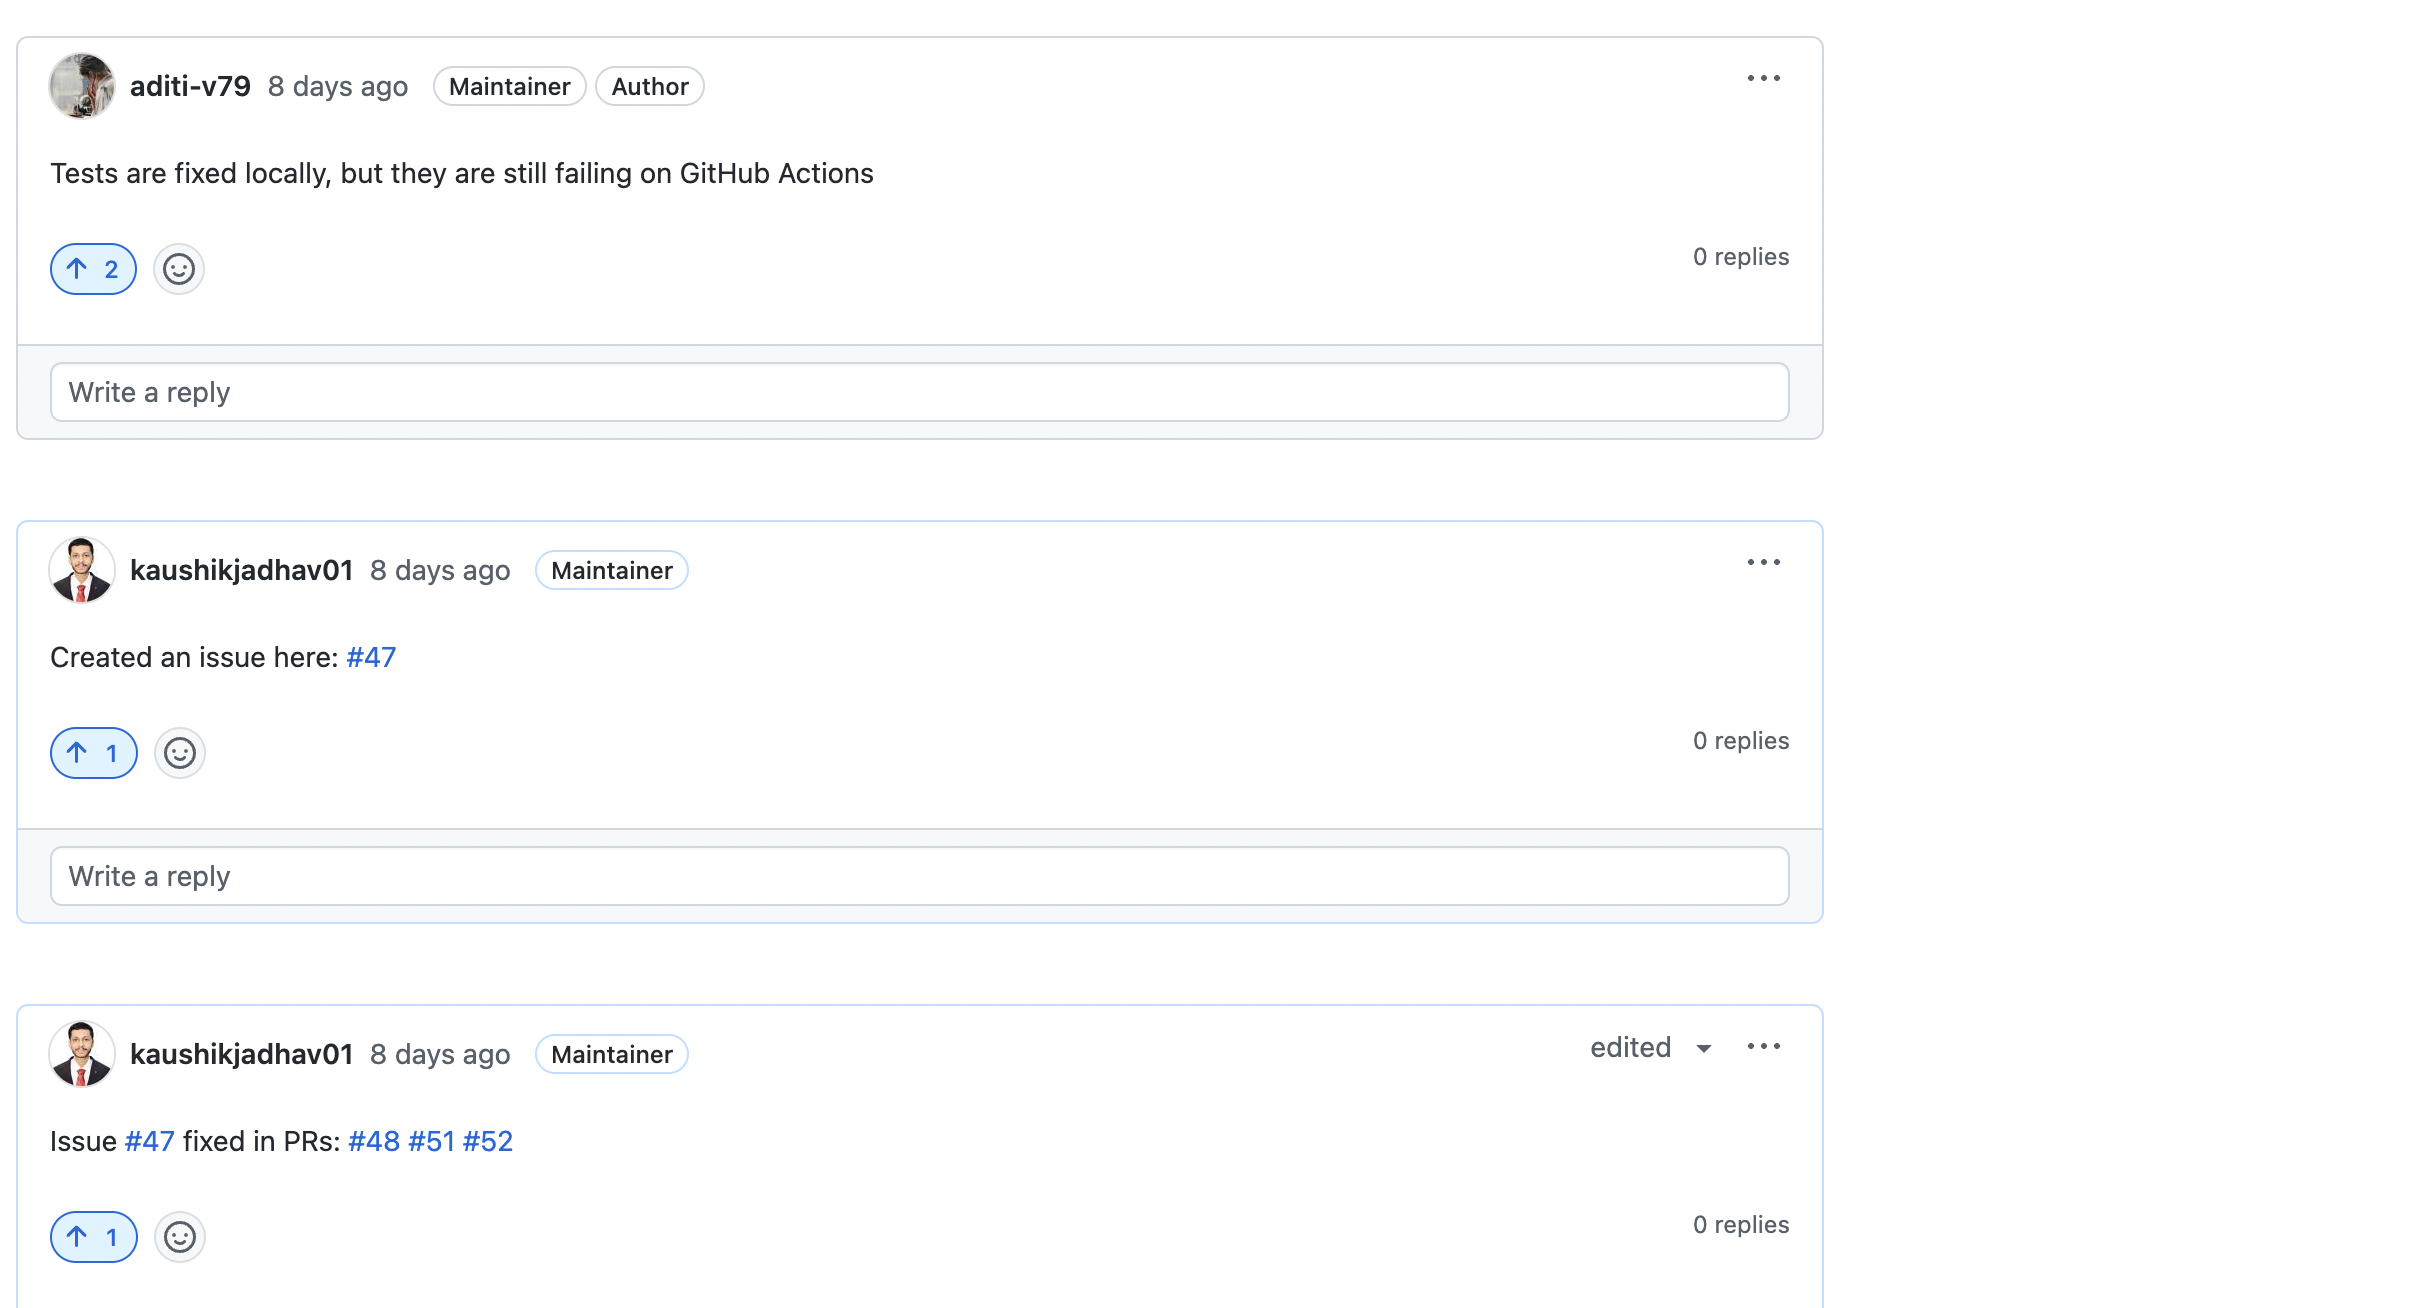 aditi-v79 8 days ago Maintainer Author
Tests are fixed locally, but they are still failing on GitHub Actions
2
0 replies
Write a reply
kaushikjadhav01 8 days ago Maintainer
Created an issue here: #47
1
0 replies
Write a reply
kaushikjadhav01 8 days ago Maintainer edited
Issue #47 fixed in PRs: #48 #51 #52
1
0 replies